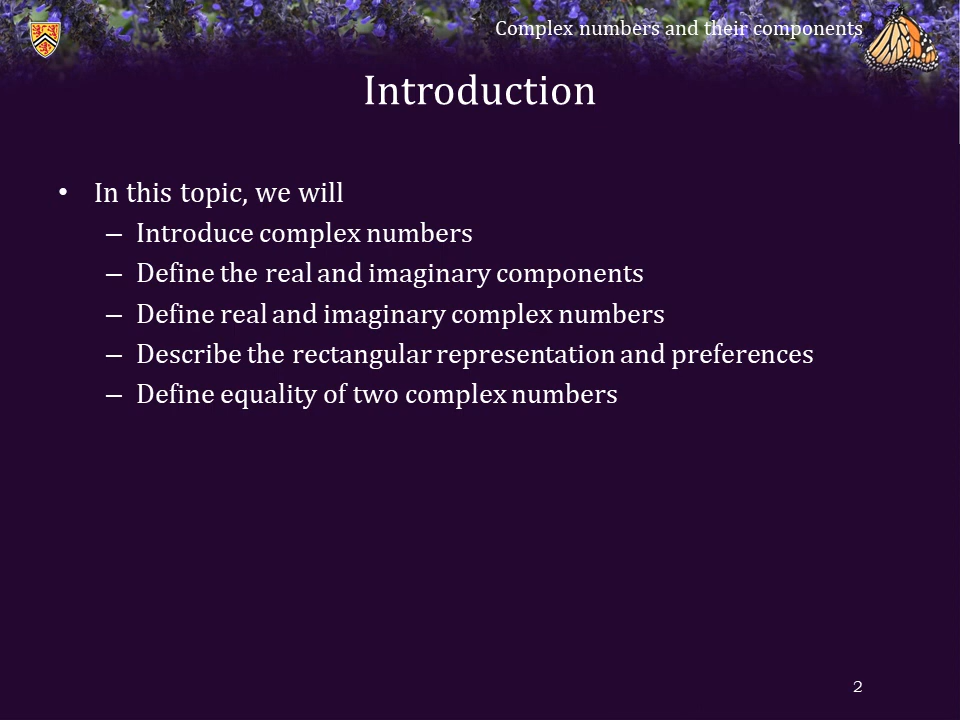 Complex numbers and their components
Introduction
• In this topic, we will
– Introduce complex numbers
– Define the real and imaginary components
– Define real and imaginary complex numbers
– Describe the rectangular representation and preferences
– Define equality of two complex numbers
2